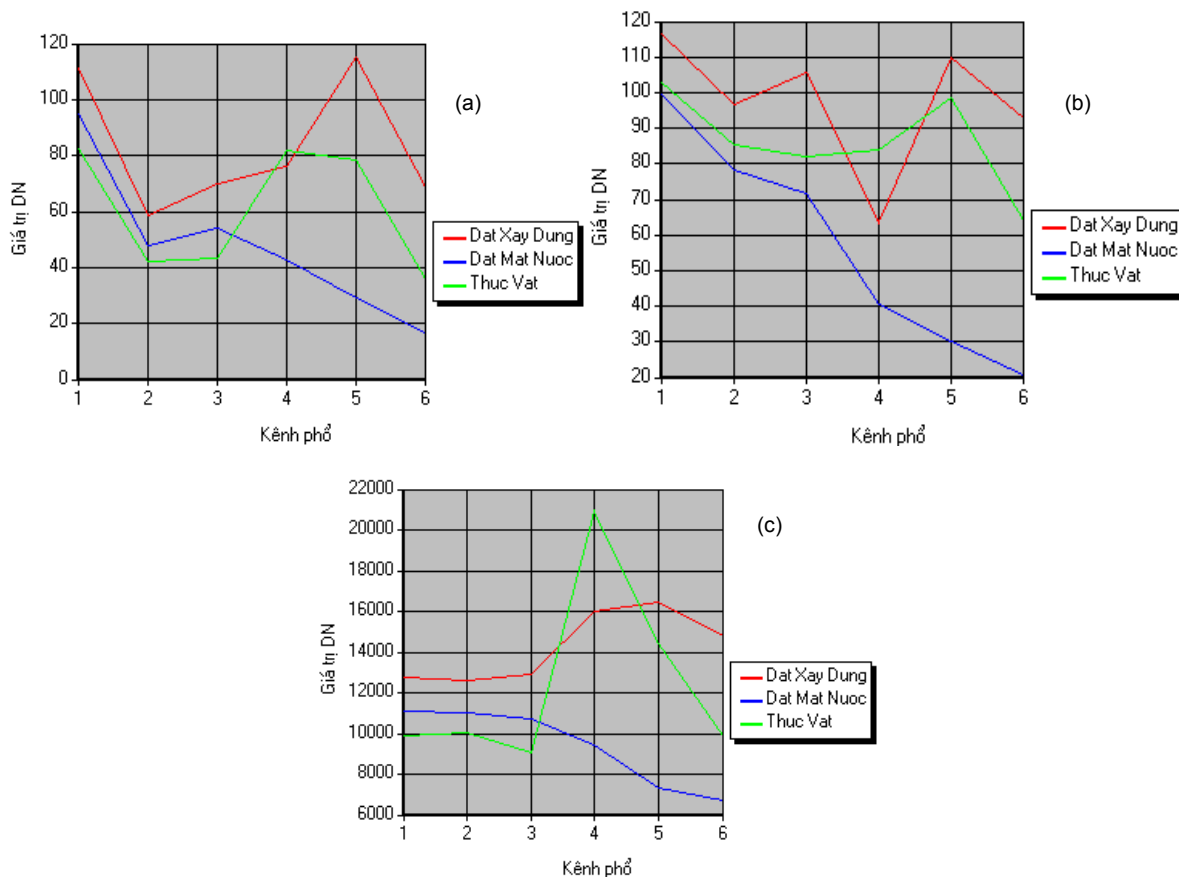 120
100
80
60
40
20
0
1 2 3 4 5 6
Giá trị DN
Kênh phổ
(a)
Dat Xay Dung
Dat Mat Nuoc
Thuc Vat
120
110
100
90
80
70
60
50
40
30
20
1 2 3 4 5 6
Giá trị DN
Kênh phổ
(b)
Dat Xay Dung
Dat Mat Nuoc
Thuc Vat
22000
20000
18000
16000
14000
12000
10000
8000
6000
1 2 3 4 5 6
Giá trị DN
Kênh phổ
(c)
Dat Xay Dung
Dat Mat Nuoc
Thuc Vat